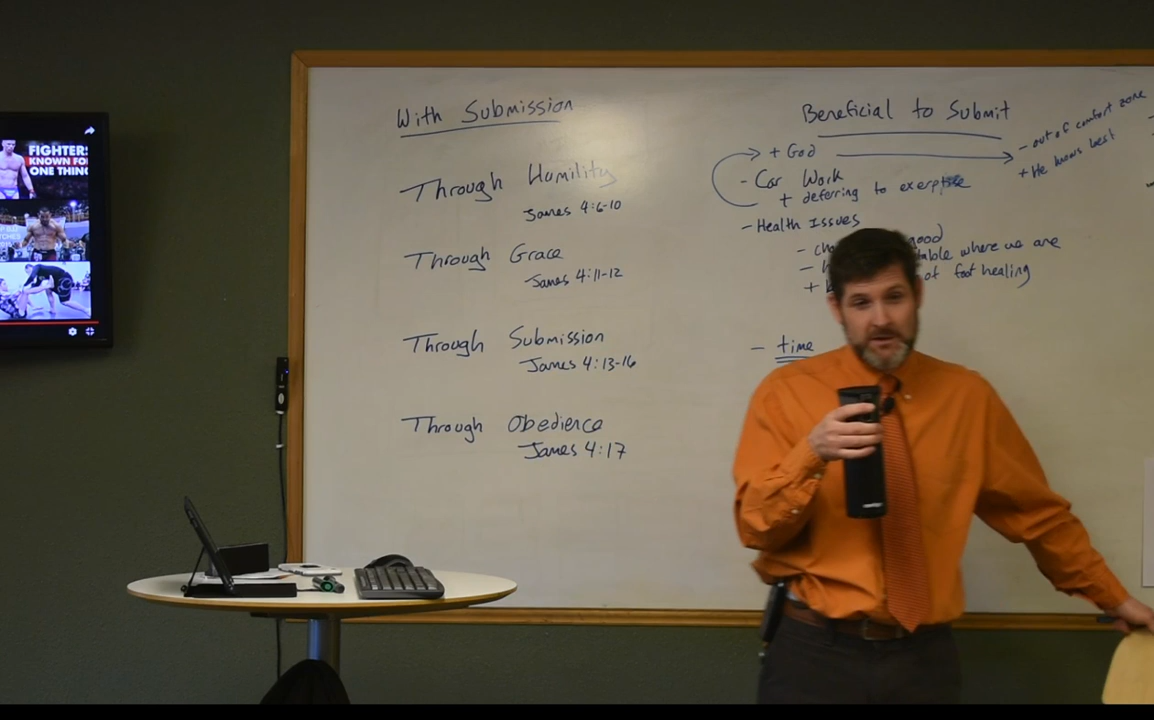 FIGHTERS
KNOWN FOR
ONE THING
With Submission
Through Humility
James 4:6-10
Through Grace
James 4:11-12
Through Submission
James 4:13-16
Through Obedience
James 4:17
Beneficial to Submit
+ God
- out of comfort zone
+ He knows best
- Car Work
+ deferring to
- Health Issues
good
table where we are
+ of foot healing
- time